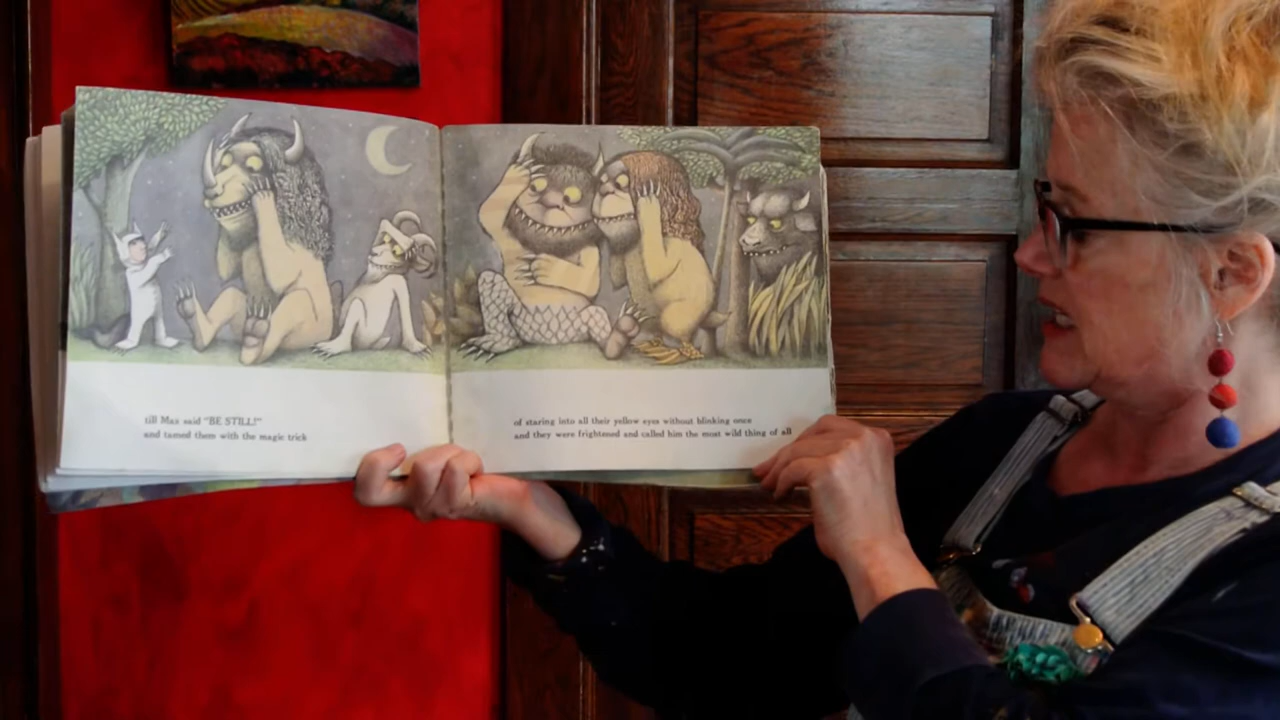 till Max said "BE STILL!"
and tamed them with the magic trick
of staring into all their yellow eyes without blinking once
and they were frightened and called him the most wild thing of all